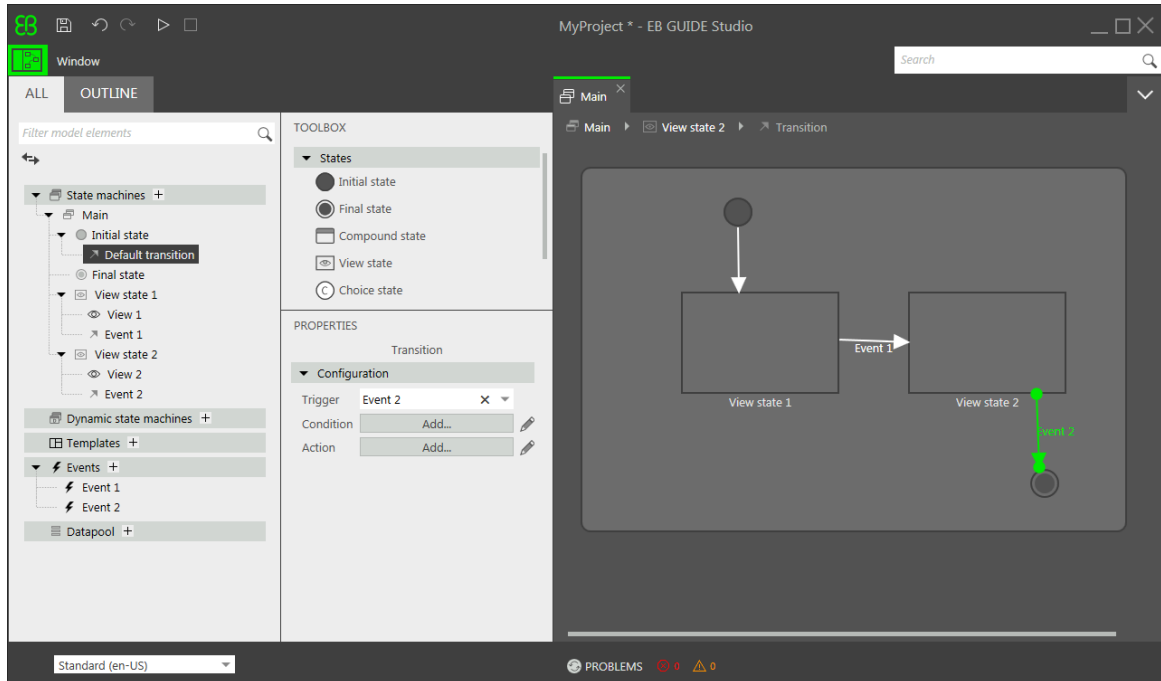 MyProject * - EB GUIDE Studio
Window
Search
ALL
OUTLINE
Main
Filter model elements
State machines +
Main
Initial state
Default transition
Final state
View state 1
View 1
Event 1
View state 2
View 2
Event 2
Dynamic state machines +
Templates +
Events +
Event 1
Event 2
Datapool +
TOOLBOX
States
Initial state
Final state
Compound state
View state
C Choice state
PROPERTIES
Transition
Configuration
Trigger Event 2
Condition Add...
Action Add...
Main View state 2 Transition
Event 1
View state 1
View state 2
Event 2
Standard (en-US)
PROBLEMS 0 0